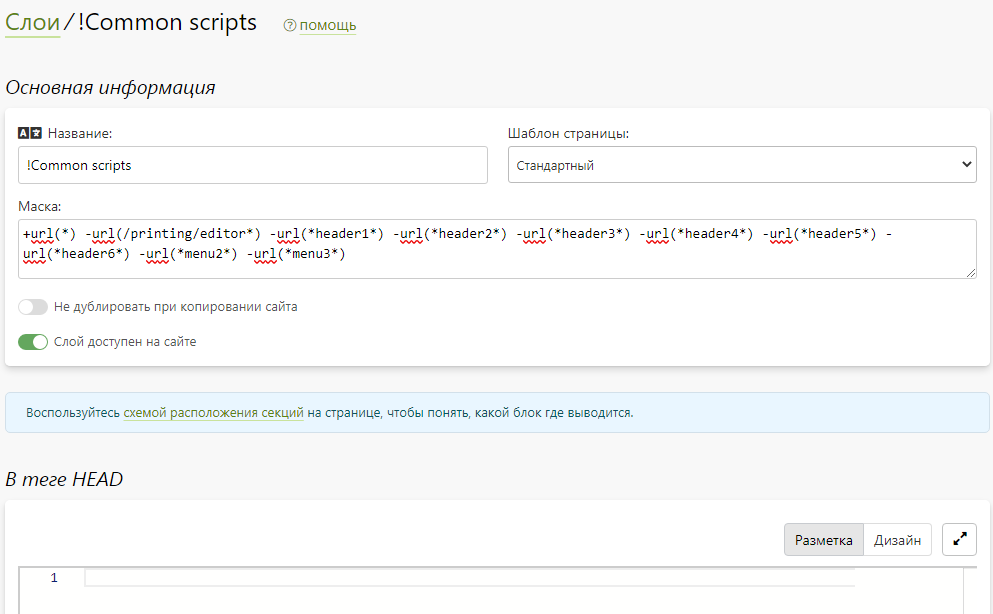 Слои / !Common scripts ? помощь
Основная информация
Название:
Шаблон страницы:
!Common scripts
Стандартный
Маска:
+url(*) -url(/printing/editor*) -url(*header1*) -url(*header2*) -url(*header3*) -url(*header4*) -url(*header5*) -
url(*header6*) -url(*menu2*) -url(*menu3*)
Не дублировать при копировании сайта
Слой доступен на сайте
Воспользуйтесь схемой расположения секций на странице, чтобы понять, какой блок где выводится.
В теге HEAD
Разметка Дизайн
1